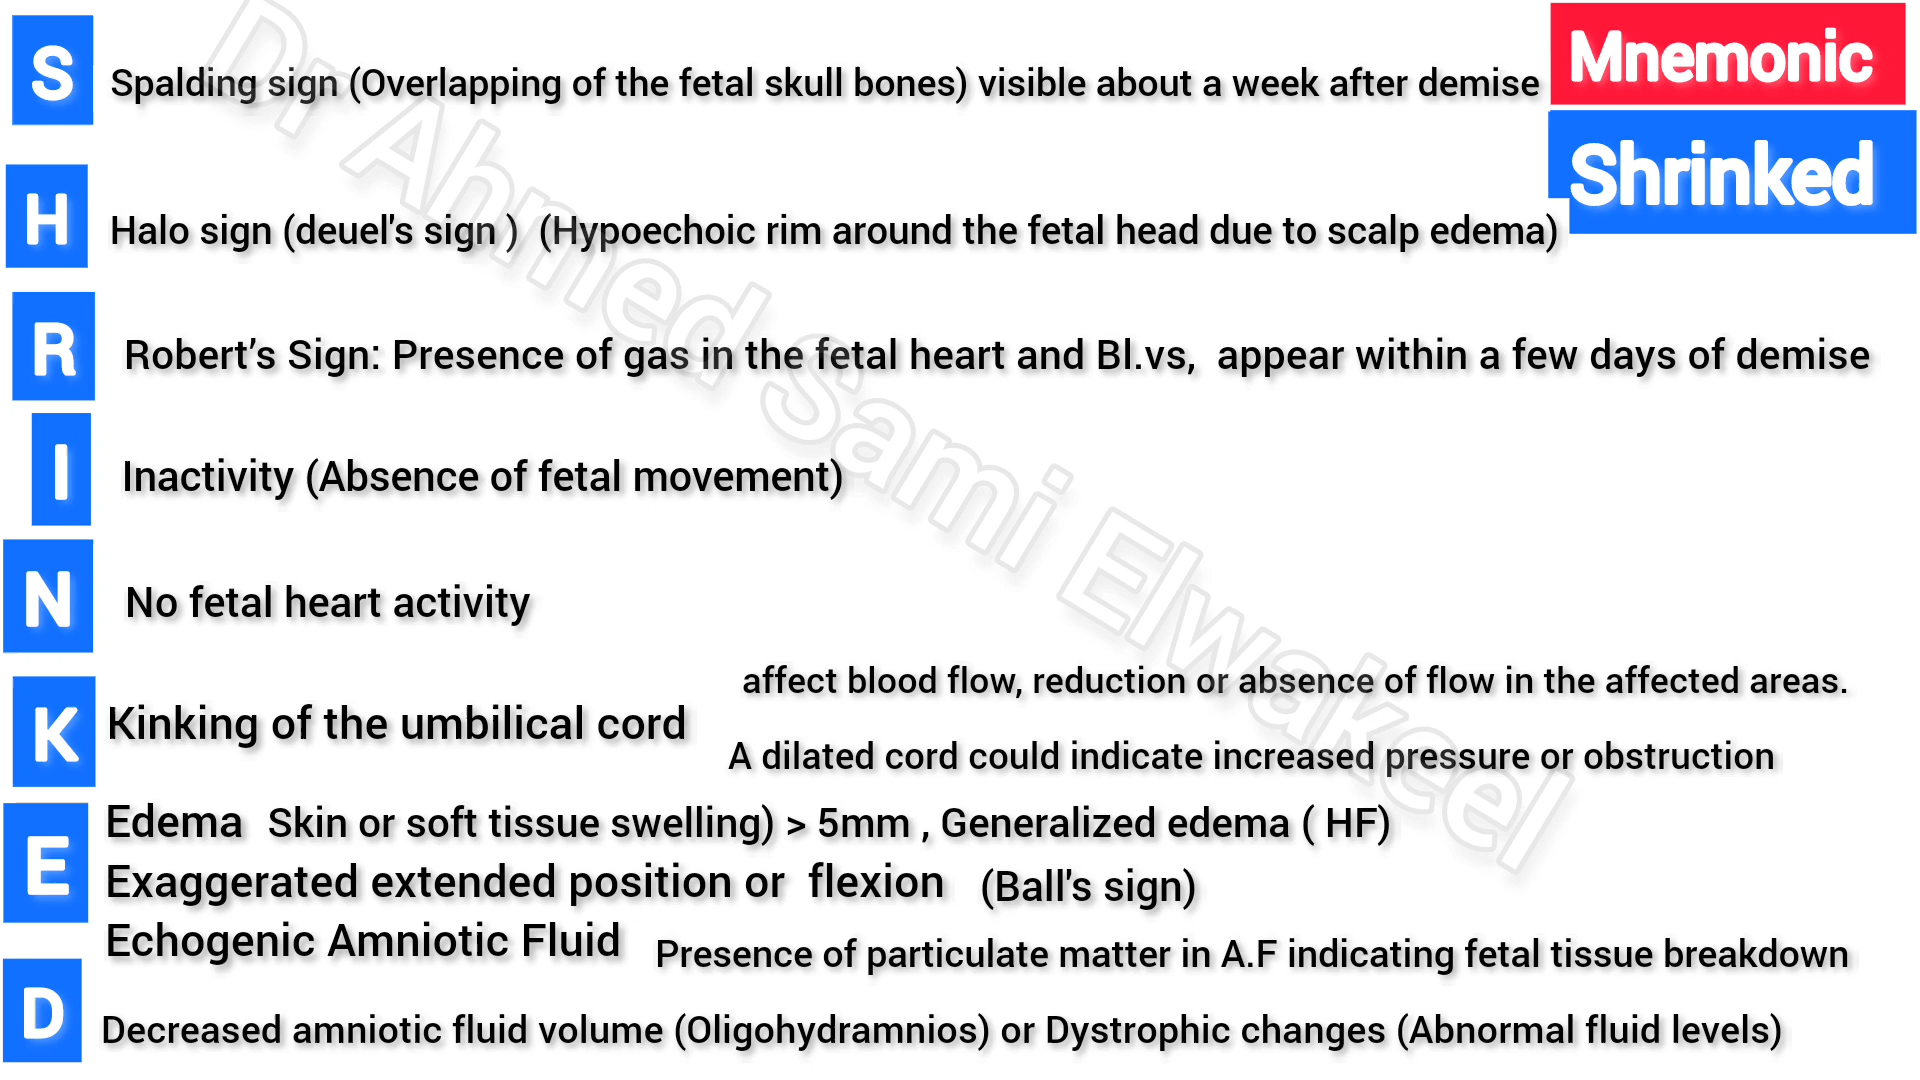 Mnemonic
Shrinked
S Spalding sign (Overlapping of the fetal skull bones) visible about a week after demise
H Halo sign (deuel's sign ) (Hypoechoic rim around the fetal head due to scalp edema)
R Robert’s Sign: Presence of gas in the fetal heart and Bl.vs, appear within a few days of demise
I Inactivity (Absence of fetal movement)
N No fetal heart activity
K Kinking of the umbilical cord
affect blood flow, reduction or absence of flow in the affected areas.
A dilated cord could indicate increased pressure or obstruction
E Edema Skin or soft tissue swelling) > 5mm , Generalized edema ( HF)
Exaggerated extended position or flexion (Ball's sign)
Echogenic Amniotic Fluid Presence of particulate matter in A.F indicating fetal tissue breakdown
D Decreased amniotic fluid volume (Oligohydramnios) or Dystrophic changes (Abnormal fluid levels)
Dr Ahmed Sami Elwakeel